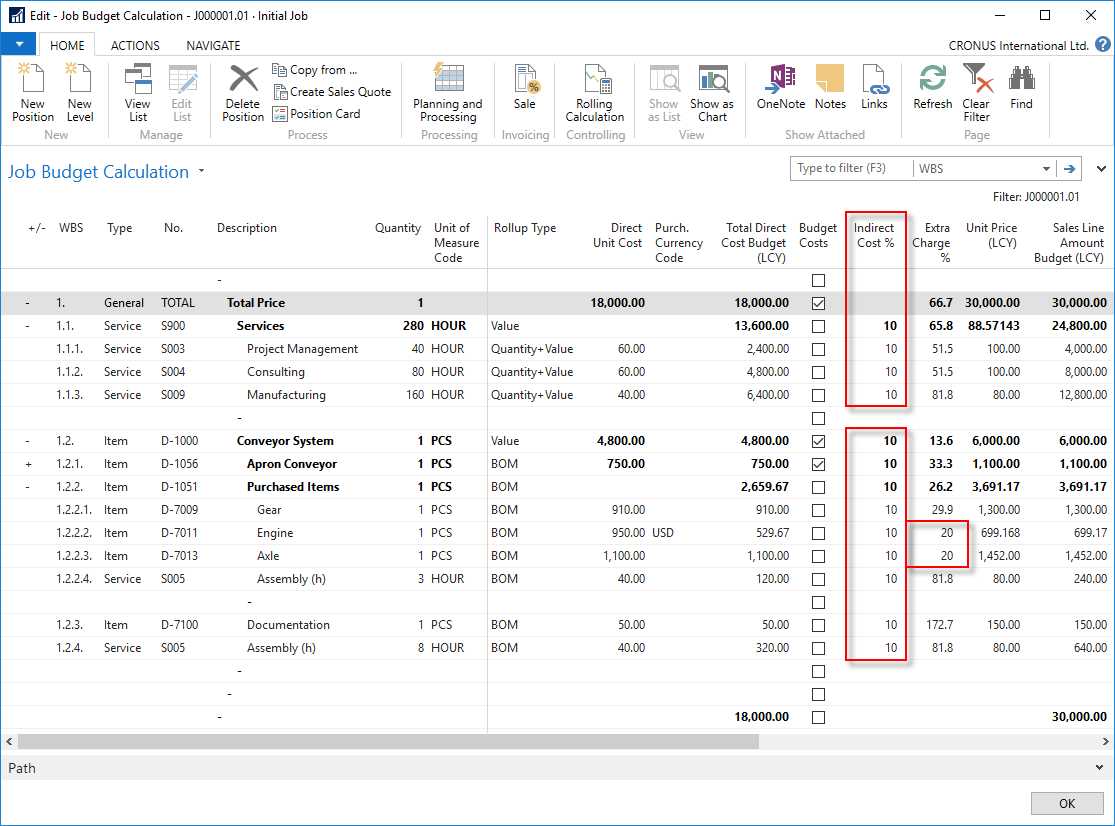 Edit - Job Budget Calculation - J000001.01 · Initial Job
HOME ACTIONS NAVIGATE CRONUS International Ltd. ?
New Position
New Level
New
View List
Edit List
Manage
Delete Position
Copy from ...
Create Sales Quote
Position Card
Process
Planning and Processing
Processing
Sale
Invoicing
Rolling Calculation
Controlling
Show as List
Show as Chart
View
OneNote
Notes
Links
Show Attached
Refresh
Clear Filter
Find
Page
Job Budget Calculation
Type to filter (F3) WBS
Filter: J000001.01
+/- WBS Type No. Description Quantity Unit of Measure Code Rollup Type Direct Unit Cost Purch. Currency Code Total Direct Cost Budget (LCY) Budget Costs Indirect Cost % Extra Charge % Unit Price (LCY) Sales Line Amount Budget (LCY)
-
- 1. General TOTAL Total Price 1 18,000.00 18,000.00 66.7 30,000.00 30,000.00
- 1.1. Service S900 Services 280 HOUR Value 13,600.00 10 65.8 88.57143 24,800.00
1.1.1. Service S003 Project Management 40 HOUR Quantity+Value 60.00 2,400.00 10 51.5 100.00 4,000.00
1.1.2. Service S004 Consulting 80 HOUR Quantity+Value 60.00 4,800.00 10 51.5 100.00 8,000.00
1.1.3. Service S009 Manufacturing 160 HOUR Quantity+Value 40.00 6,400.00 10 81.8 80.00 12,800.00
-
- 1.2. Item D-1000 Conveyor System 1 PCS Value 4,800.00 4,800.00 10 13.6 6,000.00 6,000.00
+ 1.2.1. Item D-1056 Apron Conveyor 1 PCS BOM 750.00 750.00 10 33.3 1,100.00 1,100.00
- 1.2.2. Item D-1051 Purchased Items 1 PCS BOM 2,659.67 10 26.2 3,691.17 3,691.17
1.2.2.1. Item D-7009 Gear 1 PCS BOM 910.00 910.00 10 29.9 1,300.00 1,300.00
1.2.2.2. Item D-7011 Engine 1 PCS BOM 950.00 USD 529.67 10 20 699.168 699.17
1.2.2.3. Item D-7013 Axle 1 PCS BOM 1,100.00 1,100.00 10 20 1,452.00 1,452.00
1.2.2.4. Service S005 Assembly (h) 3 HOUR BOM 40.00 120.00 10 81.8 80.00 240.00
-
1.2.3. Item D-7100 Documentation 1 PCS BOM 50.00 50.00 10 172.7 150.00 150.00
1.2.4. Service S005 Assembly (h) 8 HOUR BOM 40.00 320.00 10 81.8 80.00 640.00
-
-
- 18,000.00 30,000.00
Path
OK